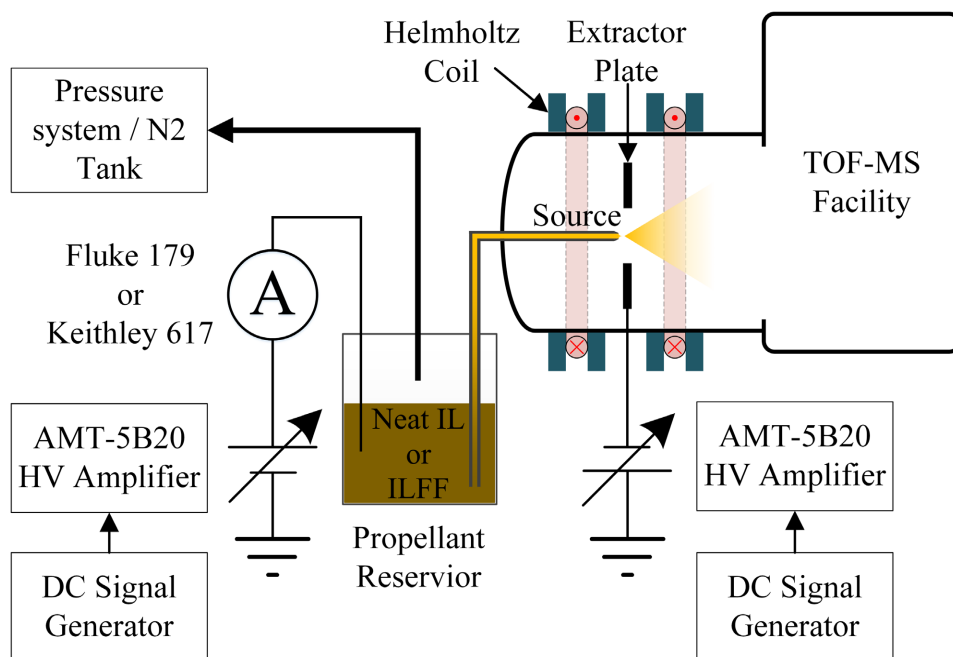 Pressure
system / N2
Tank
Helmholtz
Coil
Extractor
Plate
TOF-MS
Facility
Source
Fluke 179
or
Keithley 617
A
Neat IL
or
ILFF
AMT-5B20
HV Amplifier
Propellant
Reservior
DC Signal
Generator
AMT-5B20
HV Amplifier
DC Signal
Generator